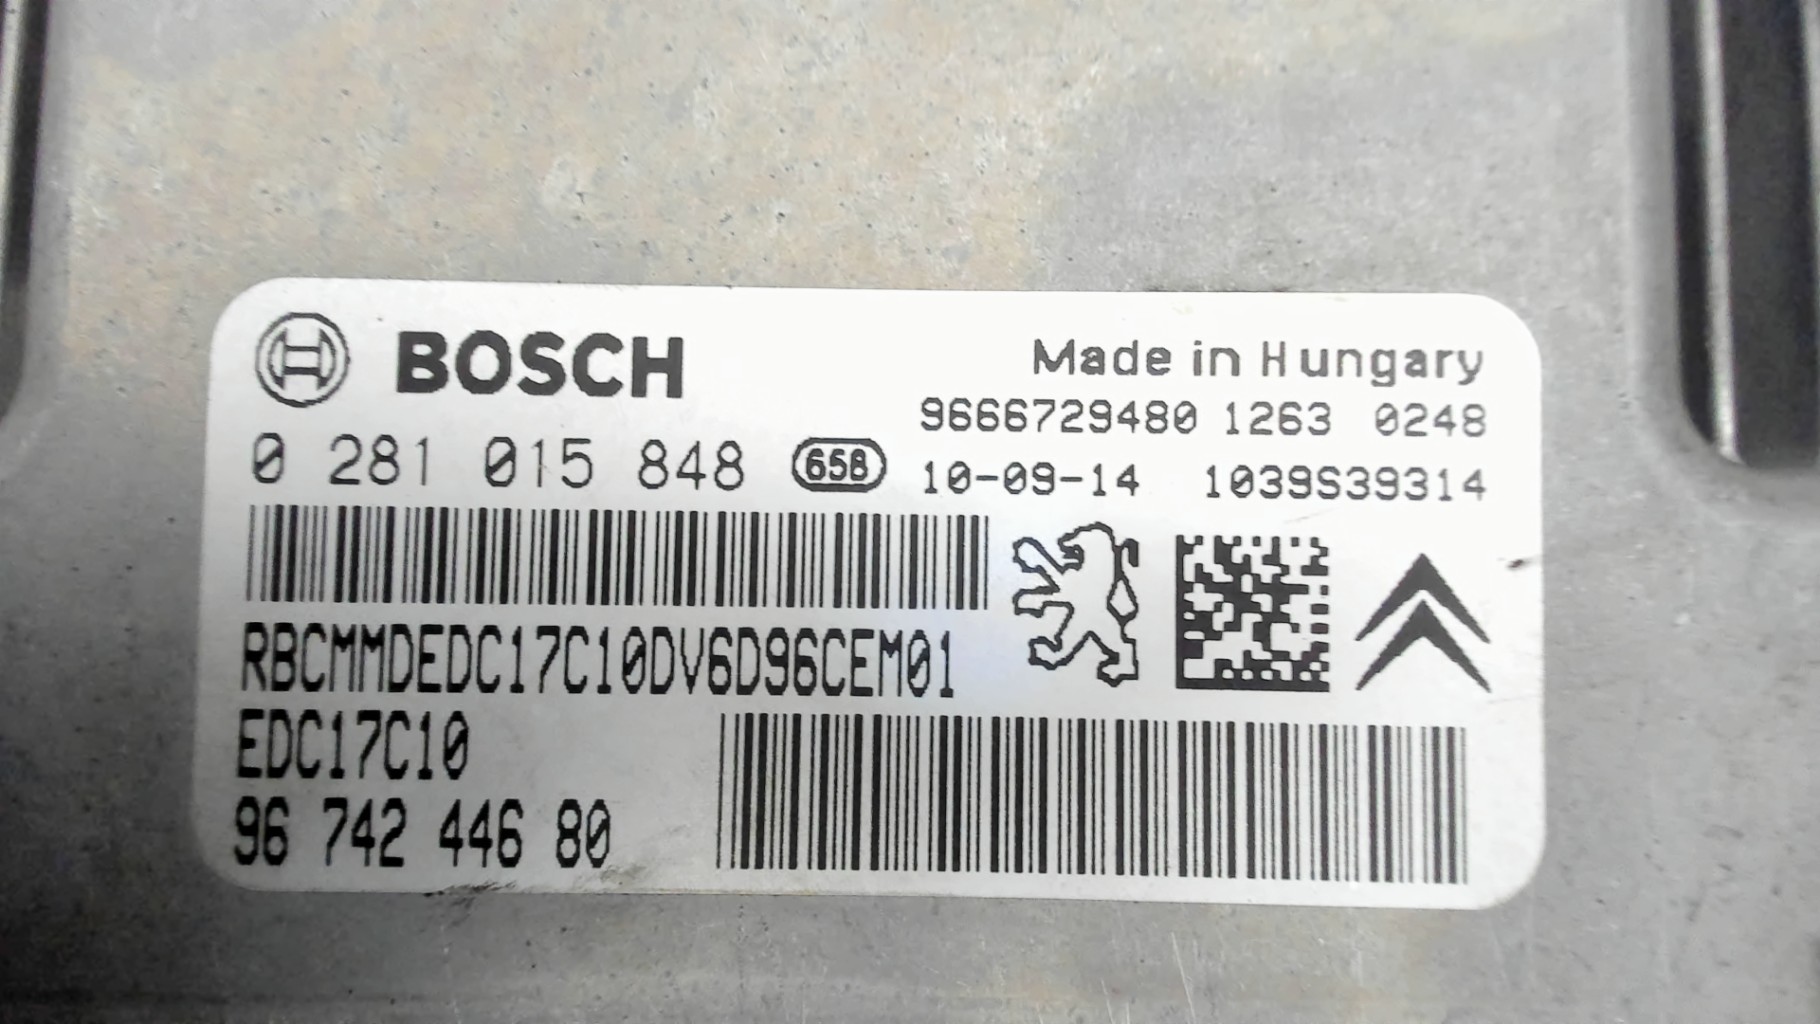 BOSCH
Made in Hungary
9666729480 1263 0248
0 281 015 848 658 10-09-14 1039S39314
RBCMMDEDC17C10DV6D96CEM01
EDC17C10
96 742 446 80